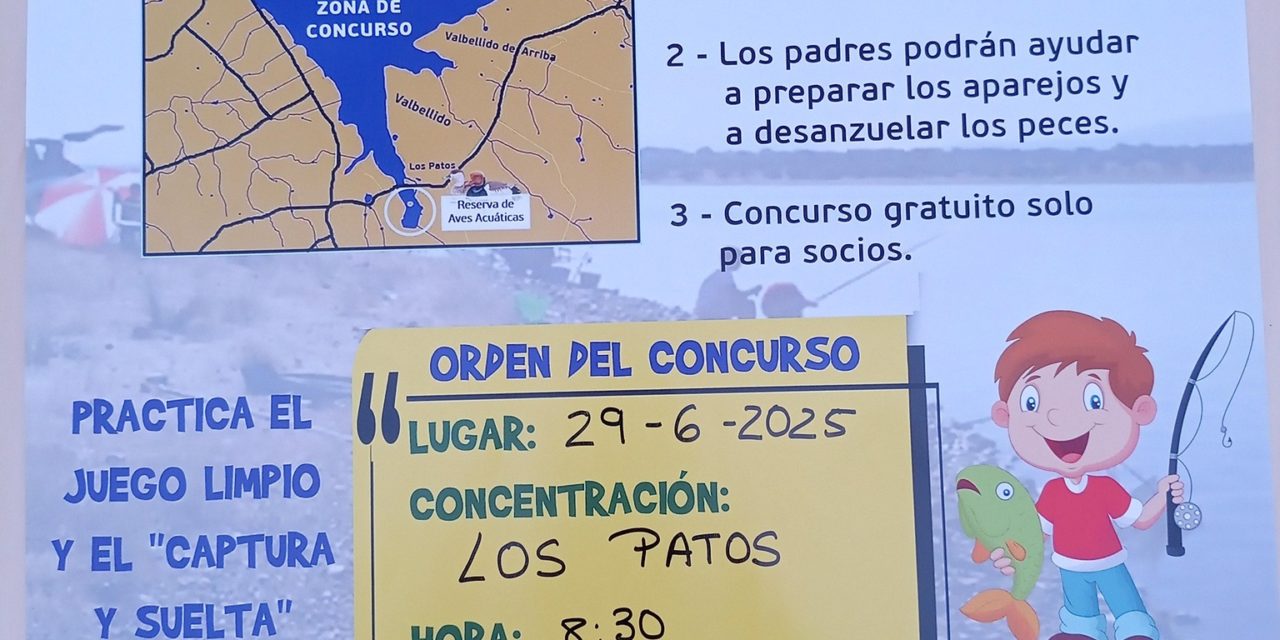 ZONA DE
CONCURSO
Valbellido de Arriba
Valbellido
Los Patos
Reserva de
Aves Acuáticas
2 - Los padres podrán ayudar
a preparar los aparejos y
a desanzuelar los peces.
3 - Concurso gratuito solo
para socios.
PRACTICA EL
JUEGO LIMPIO
Y EL "CAPTURA
Y SUELTA"
ORDEN DEL CONCURSO
LUGAR: 29-6-2025
CONCENTRACIÓN:
LOS PATOS
HORA: 8:30